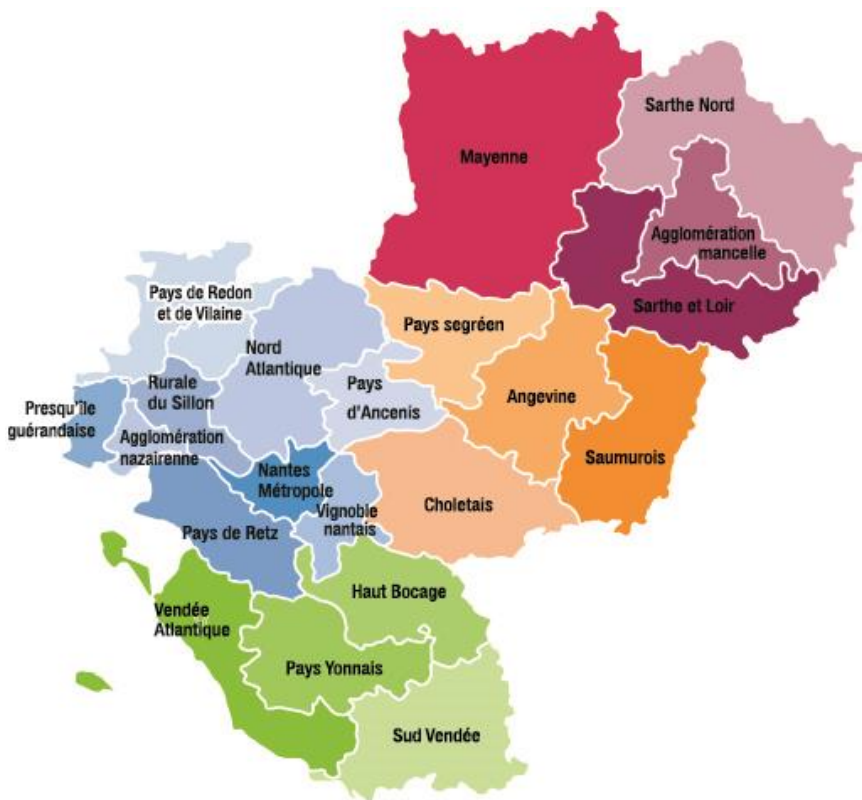 Sarthe Nord
Mayenne
Agglomération
mancelle
Sarthe et Loir
Pays de Redon
et de Vilaine
Pays segréen
Nord
Atlantique
Rurale
du Sillon
Pays
d'Ancenis
Angevine
Presqu'île
guérandaise
Agglomération
nazairenne
Saumurois
Nantes
Métropole
Choletais
Vignoble
nantais
Pays de Retz
Haut Bocage
Vendée
Atlantique
Pays Yonnais
Sud Vendée